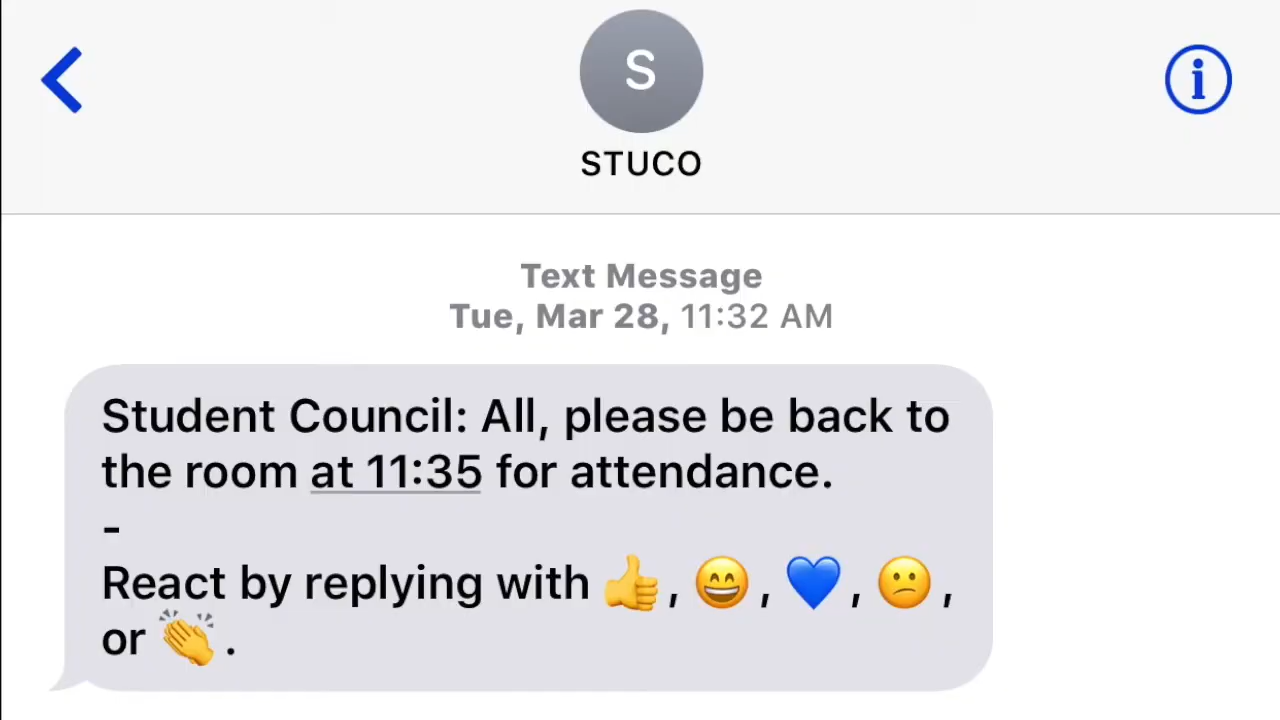 S
STUCO
Text Message
Tue, Mar 28, 11:32 AM
Student Council: All, please be back to
the room at 11:35 for attendance.
-
React by replying with 👍, 😄, 💙, 😕,
or 👏.